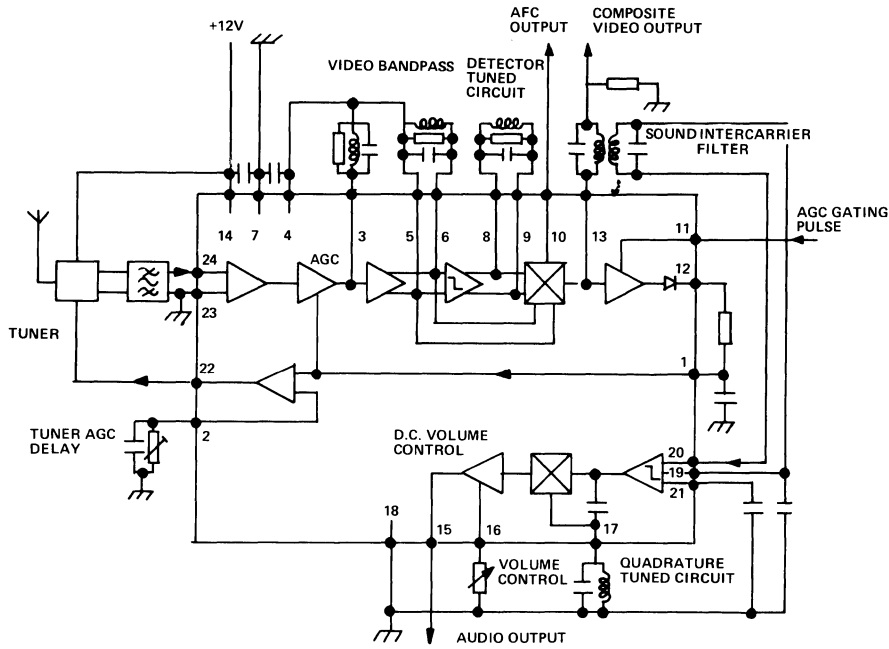 +12V
AFC
OUTPUT
COMPOSITE
VIDEO OUTPUT
VIDEO BANDPASS
DETECTOR
TUNED
CIRCUIT
SOUND INTERCARRIER
FILTER
AGC GATING
PULSE
14
7
4
3
5
6
8
9
10
13
11
24
AGC
12
23
TUNER
22
1
TUNER AGC
DELAY
2
D.C. VOLUME
CONTROL
20
19
21
18
15
16
17
VOLUME
CONTROL
QUADRATURE
TUNED CIRCUIT
AUDIO OUTPUT